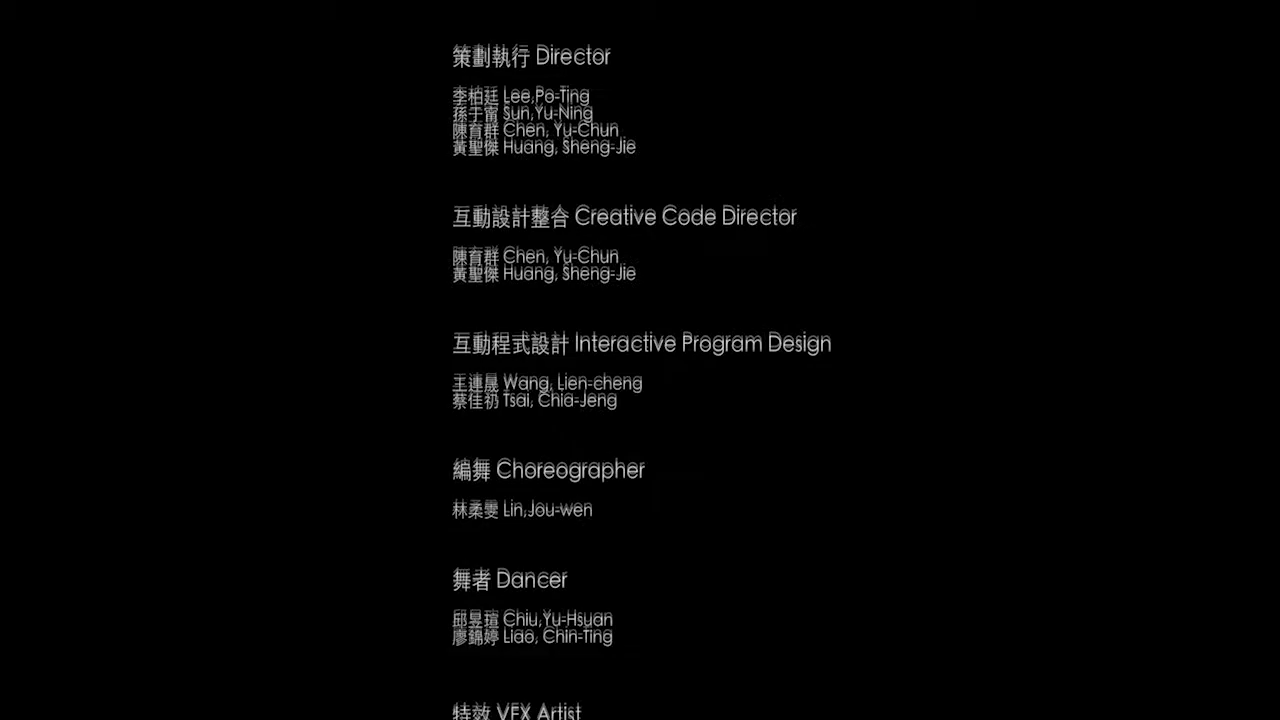 策劃執行 Director
李柏廷 Lee,Po-Ting
孫于甯 Sun,Yu-Ning
陳育群 Chen, Yu-Chun
黃聖傑 Huang, Sheng-Jie
互動設計整合 Creative Code Director
陳育群 Chen, Yu-Chun
黃聖傑 Huang, Sheng-Jie
互動程式設計 Interactive Program Design
王連晟 Wang, Lien-cheng
蔡佳礽 Tsai, Chia-Jeng
編舞 Choreographer
林柔雯 Lin,Jou-wen
舞者 Dancer
邱昱瑄 Chiu,Yu-Hsuan
廖錦婷 Liao, Chin-Ting
特效 VFX Artist